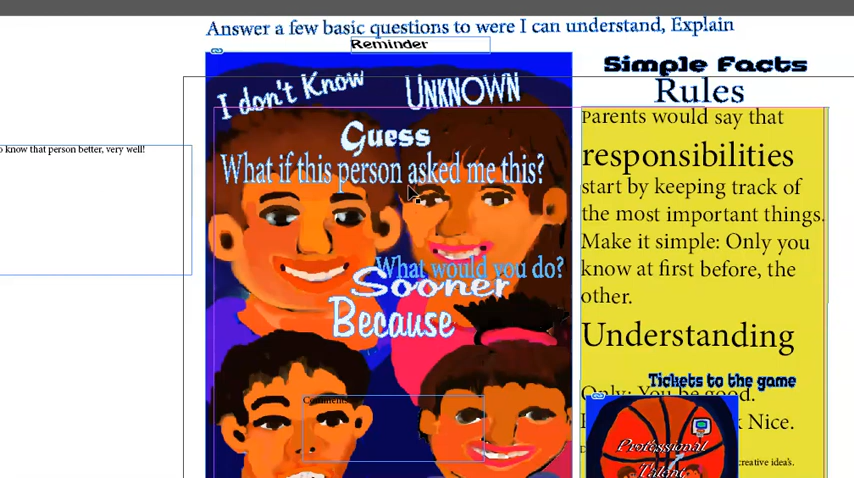 Answer a few basic questions to were I can understand, Explain
Reminder
I don't Know
UNKNOWN
Guess
What if this person asked me this?
What would you do?
Sooner
Because
o know that person better, very well!
Simple Facts
Rules
Parents would say that
responsibilities
start by keeping track of
the most important things.
Make it simple: Only you
know at first before, the
other.
Understanding
Tickets to the game
Only: You be good.
Nice.
creative idea's.
Professional
Talent